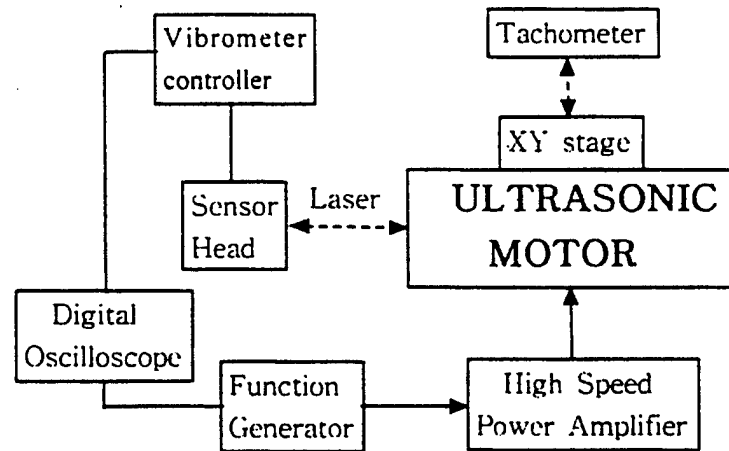 Vibrometer
controller
Tachometer
XY stage
Sensor
Head
Laser
ULTRASONIC
MOTOR
Digital
Oscilloscope
Function
Generator
High Speed
Power Amplifier